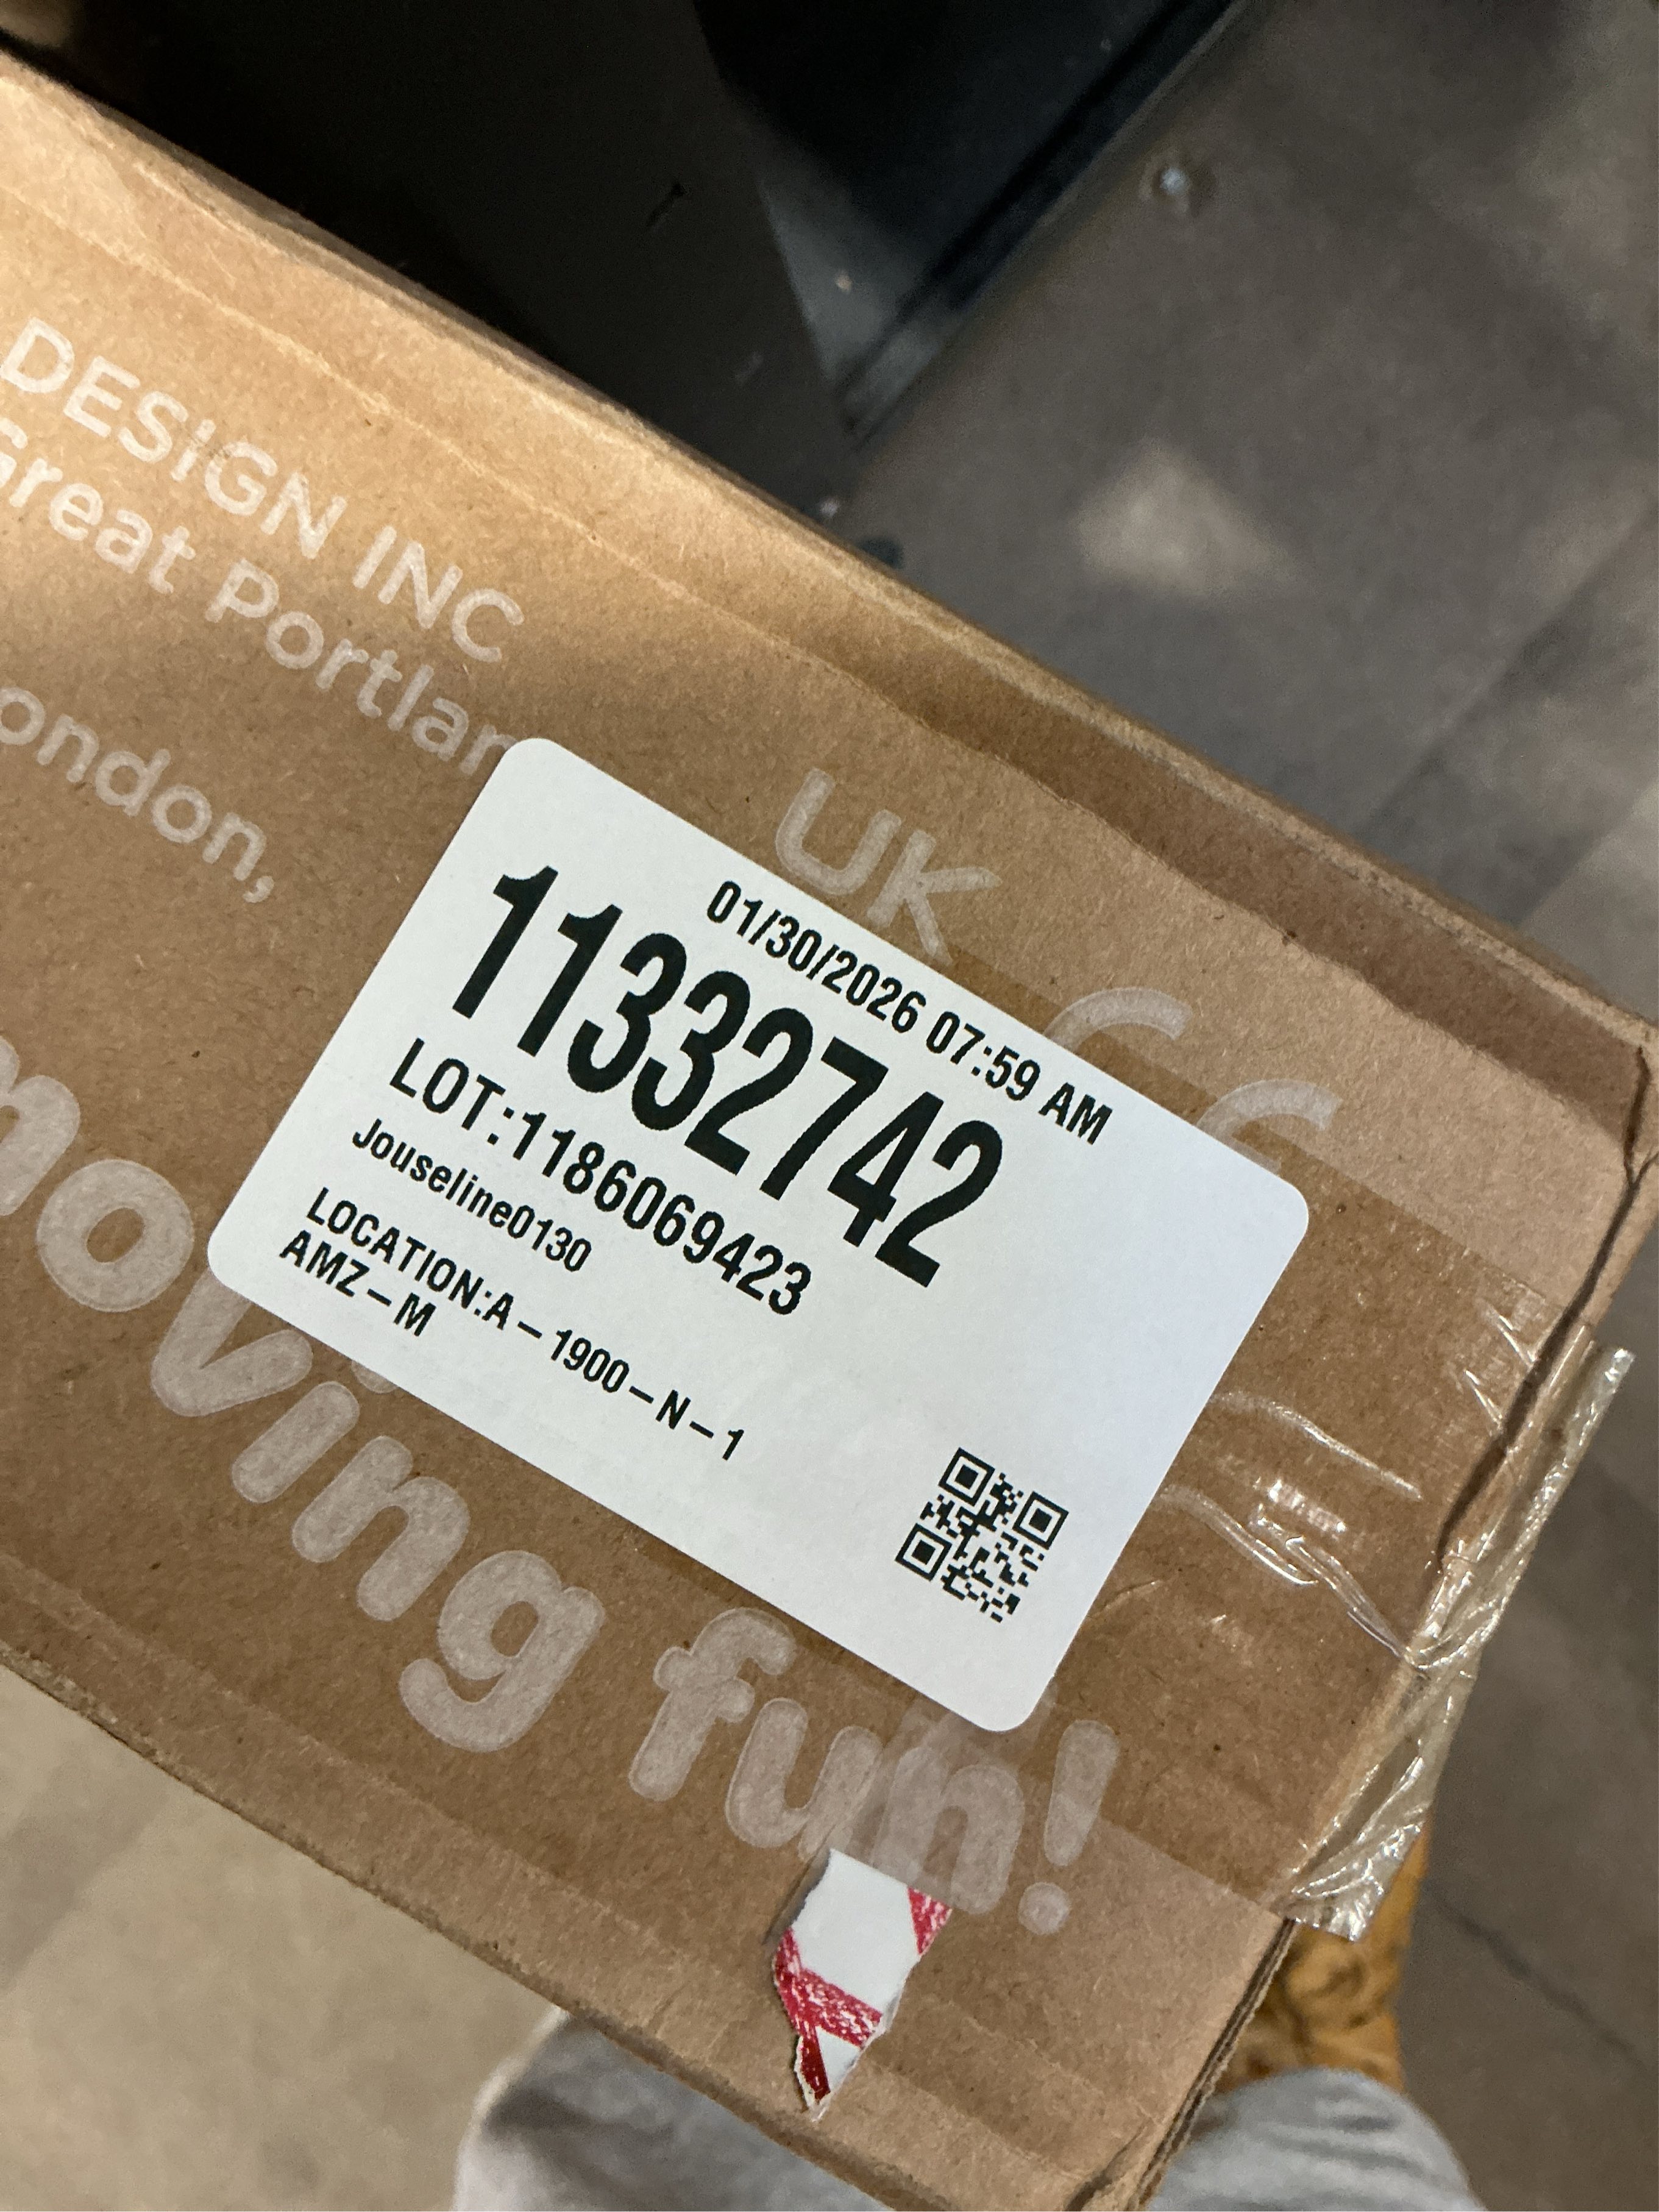 DESIGN INC
Great Portlan
UK
ondon,
01/30/2026 07:59 AM
11332742
LOT:1186069423
Jouseline0130
LOCATION:A-1900-N-1
AMZ-M
moving fun!